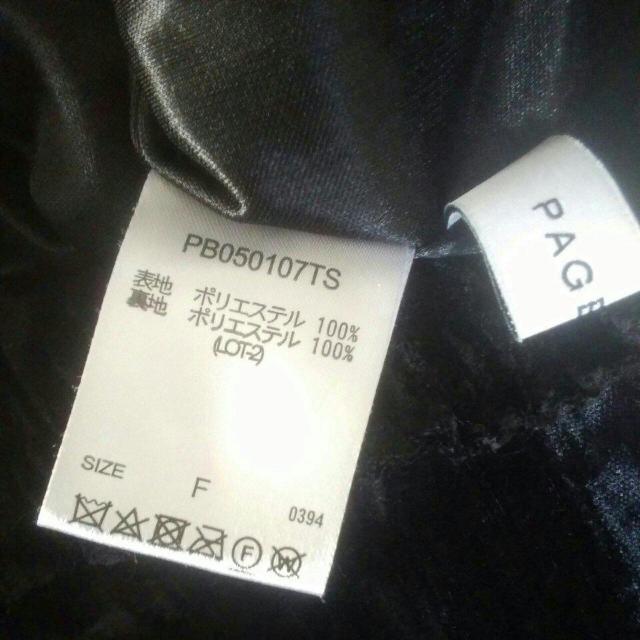 PB050107TS
表地 ポリエステル 100%
裏地 ポリエステル 100%
(LOT-2)
SIZE F
0394
PAGE